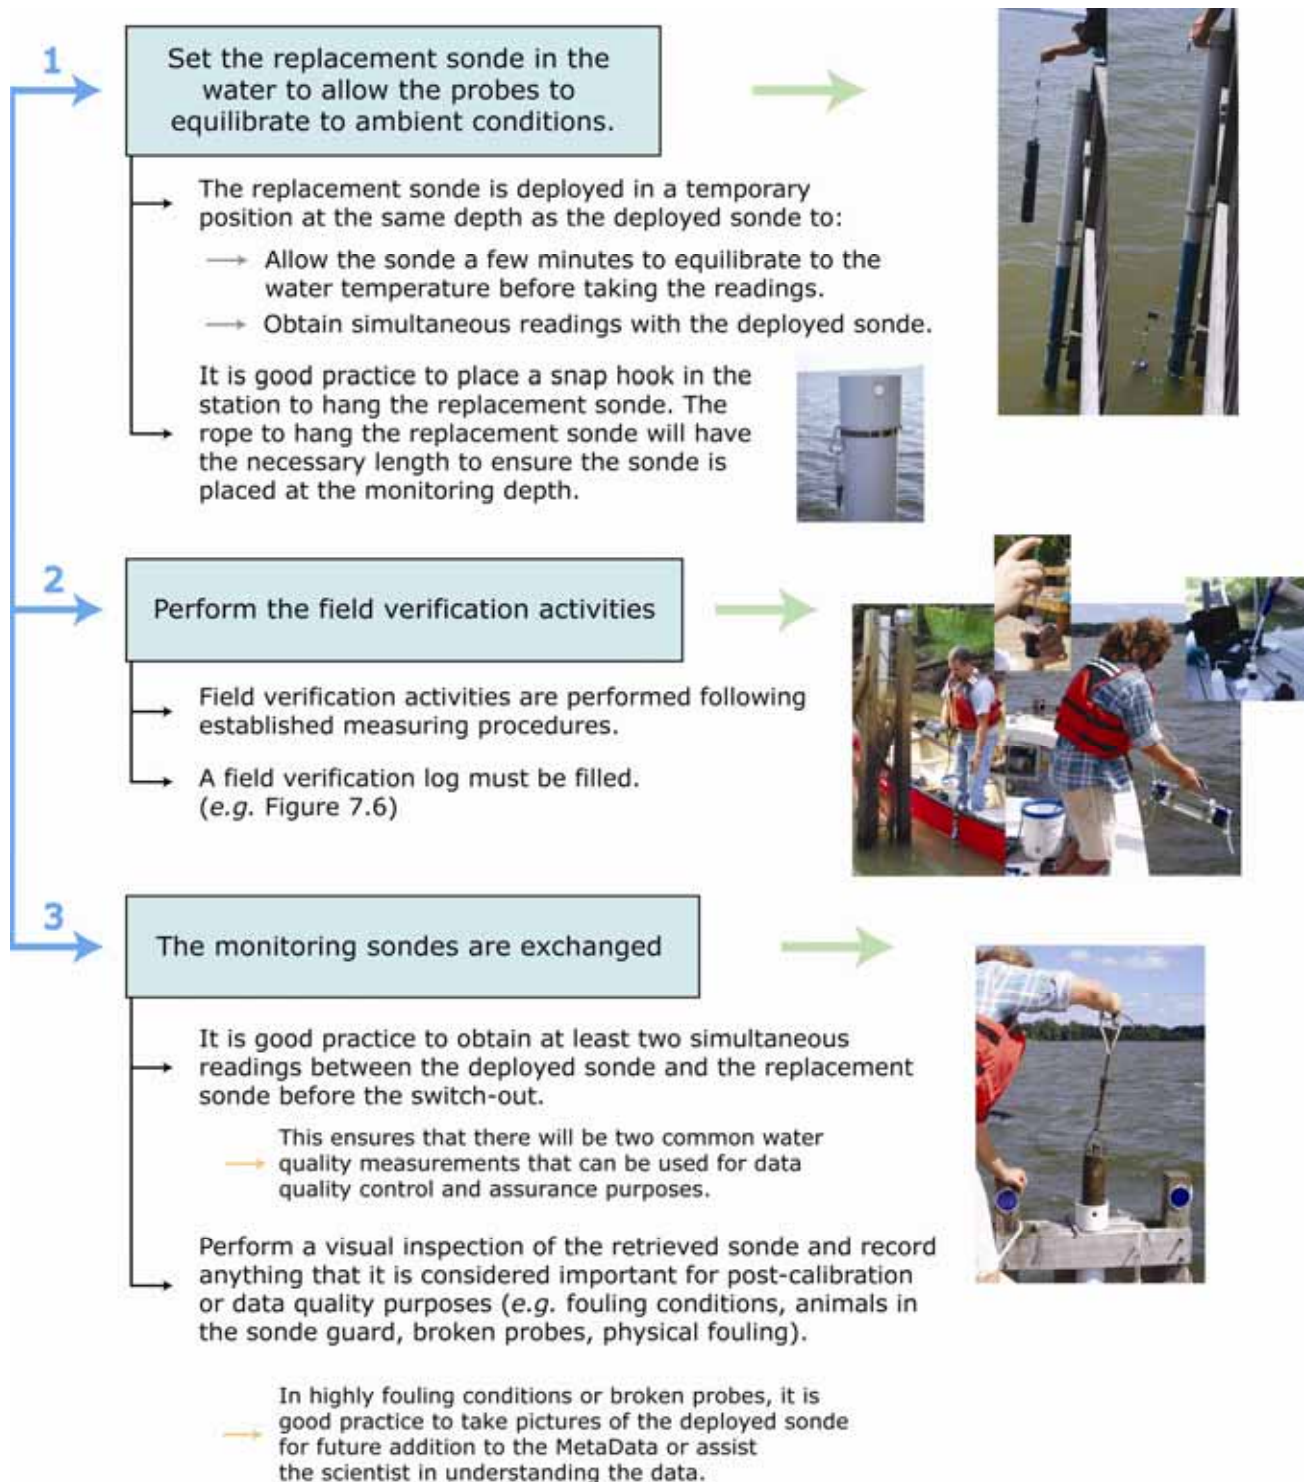 1
Set the replacement sonde in the
water to allow the probes to
equilibrate to ambient conditions.
The replacement sonde is deployed in a temporary
position at the same depth as the deployed sonde to:
Allow the sonde a few minutes to equilibrate to the
water temperature before taking the readings.
Obtain simultaneous readings with the deployed sonde.
It is good practice to place a snap hook in the
station to hang the replacement sonde. The
rope to hang the replacement sonde will have
the necessary length to ensure the sonde is
placed at the monitoring depth.
2
Perform the field verification activities
Field verification activities are performed following
established measuring procedures.
A field verification log must be filled.
(e.g. Figure 7.6)
3
The monitoring sondes are exchanged
It is good practice to obtain at least two simultaneous
readings between the deployed sonde and the replacement
sonde before the switch-out.
This ensures that there will be two common water
quality measurements that can be used for data
quality control and assurance purposes.
Perform a visual inspection of the retrieved sonde and record
anything that it is considered important for post-calibration
or data quality purposes (e.g. fouling conditions, animals in
the sonde guard, broken probes, physical fouling).
In highly fouling conditions or broken probes, it is
good practice to take pictures of the deployed sonde
for future addition to the MetaData or assist
the scientist in understanding the data.